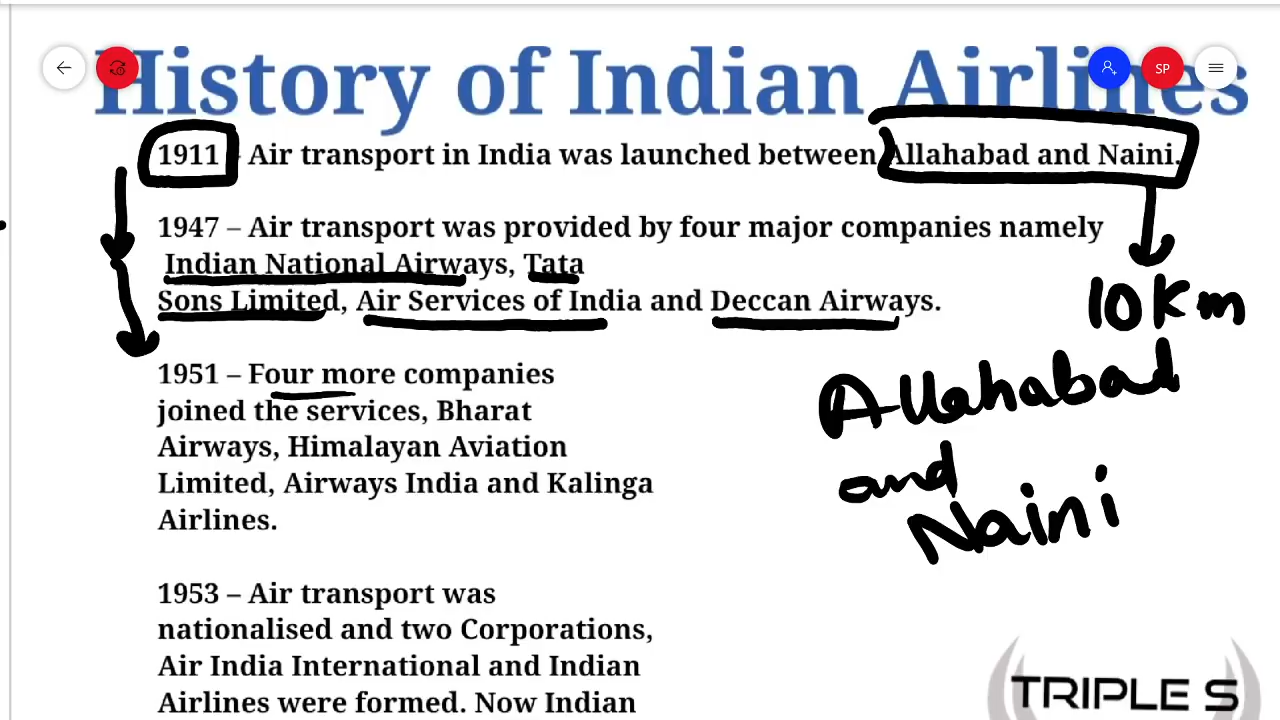 History of Indian Airlines
SP
1911 – Air transport in India was launched between Allahabad and Naini.
1947 – Air transport was provided by four major companies namely
Indian National Airways, Tata
Sons Limited, Air Services of India and Deccan Airways.
10Km
Allahabad
and
Naini
1951 – Four more companies
joined the services, Bharat
Airways, Himalayan Aviation
Limited, Airways India and Kalinga
Airlines.
1953 – Air transport was
nationalised and two Corporations,
Air India International and Indian
Airlines were formed. Now Indian
TRIPLE S